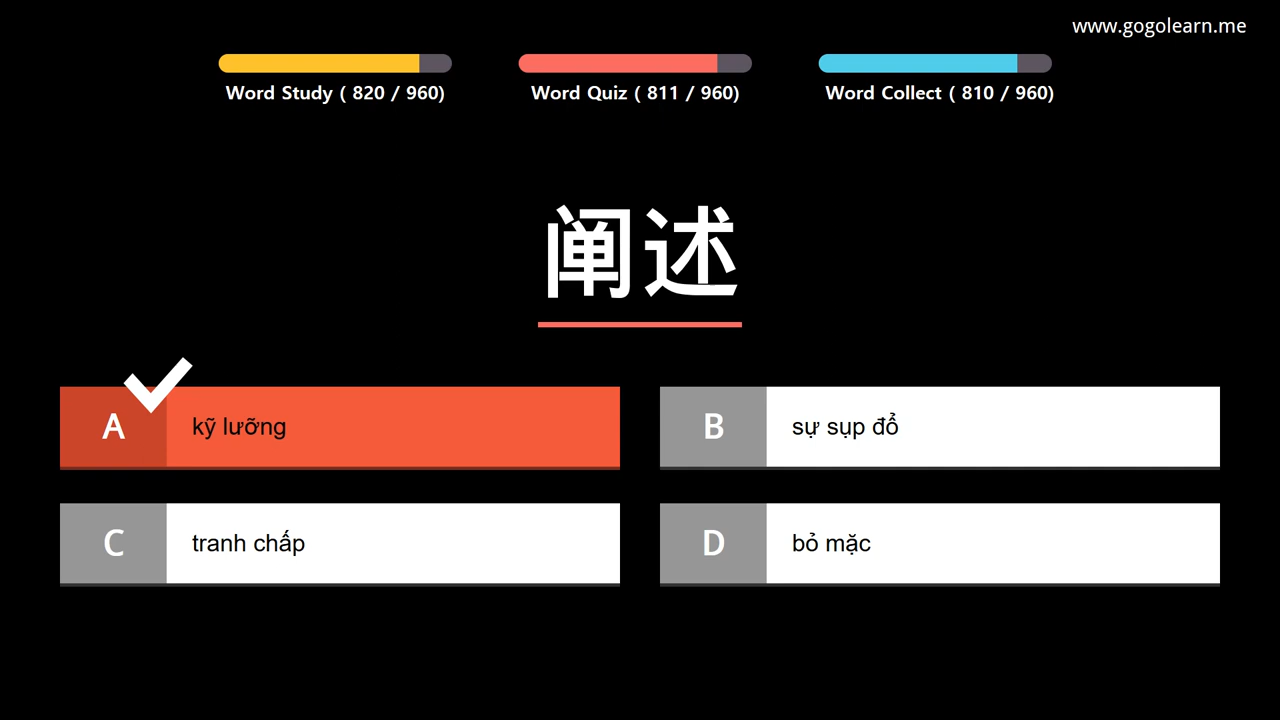 www.gogolearn.me
Word Study ( 820 / 960)
Word Quiz ( 811 / 960)
Word Collect ( 810 / 960)
阐述
A kỹ lưỡng
B sự sụp đổ
C tranh chấp
D bỏ mặc